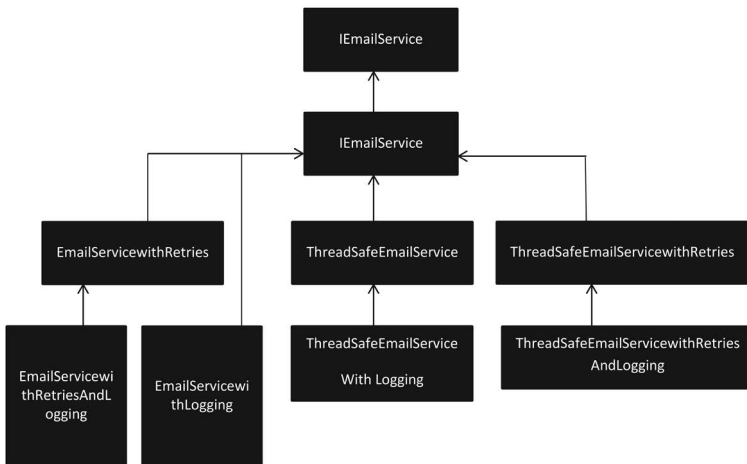 IEmailService
IEmailService
EmailServicewithRetries
ThreadSafeEmailService
ThreadSafeEmailServicewithRetries
EmailServicewi
thRetriesAndL
ogging
EmailServicewi
thLogging
ThreadSafeEmailService
With Logging
ThreadSafeEmailServicewithRetries
AndLogging